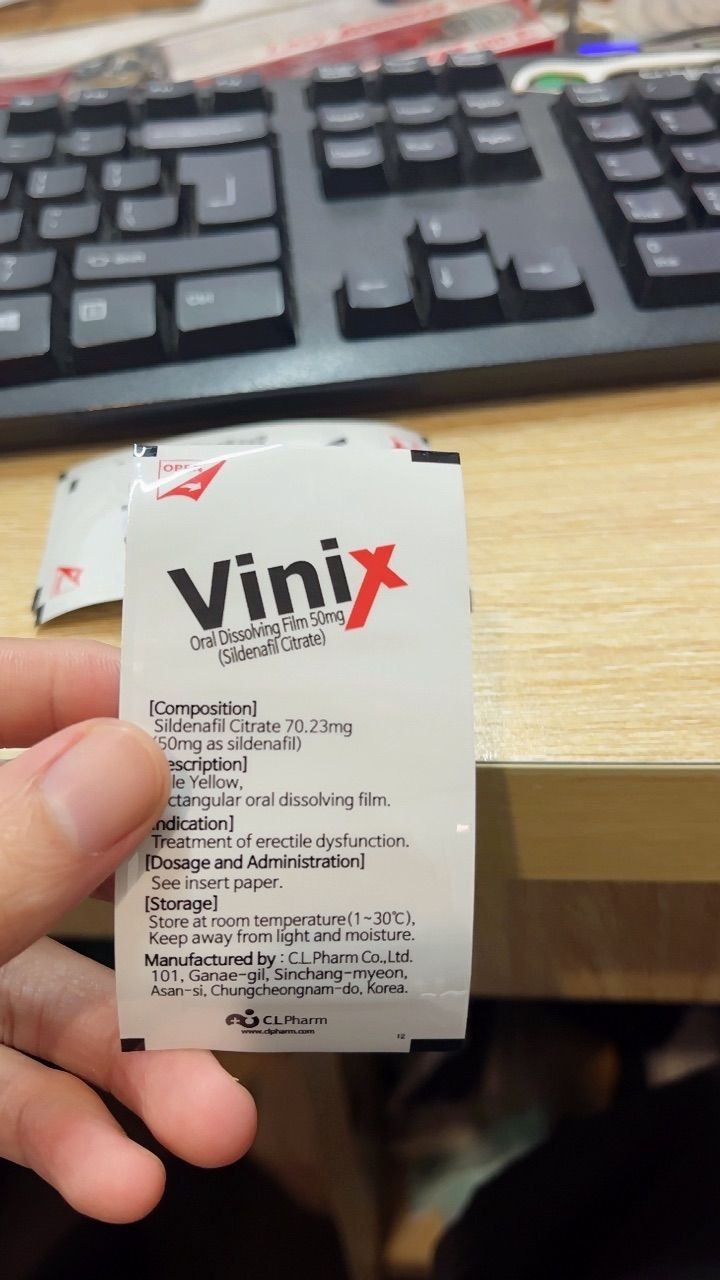 OPEN
Vinix
Oral Dissolving Film 50mg
(Sildenafil Citrate)
[Composition]
Sildenafil Citrate 70.23mg
(50mg as sildenafil)
escription]
le Yellow,
ctangular oral dissolving film.
ndication]
Treatment of erectile dysfunction.
[Dosage and Administration]
See insert paper.
[Storage]
Store at room temperature(1~30℃),
Keep away from light and moisture.
Manufactured by : C.L.Pharm Co.,Ltd.
101, Ganae-gil, Sinchang-myeon,
Asan-si, Chungcheongnam-do, Korea.
CLPharm
www.clpharm.com